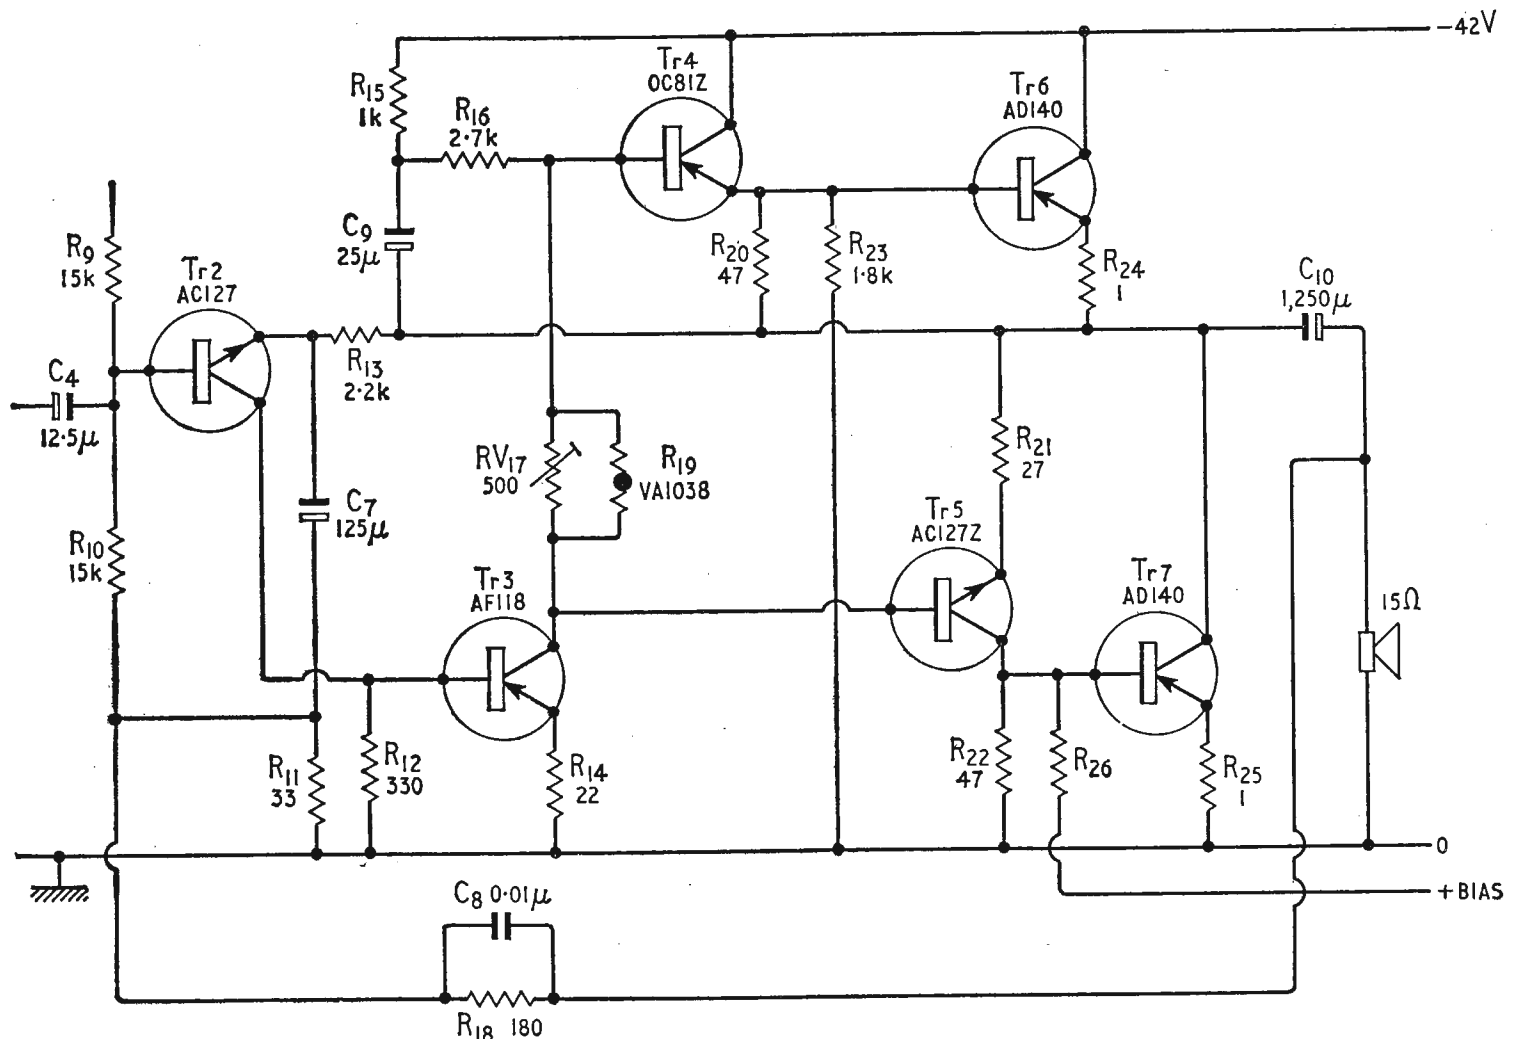 -42V
Tr4
OC81Z
Tr6
AD140
R15
1k
R16
2·7k
R9
15k
Tr2
AC127
C9
25μ
R20
47
R23
1·8k
R24
1
C10
1,250μ
C4
12·5μ
R13
2·2k
RV17
500
R19
VA1038
R21
27
C7
125μ
R10
15k
Tr3
AF118
Tr5
AC127Z
Tr7
AD140
15Ω
R11
33
R12
330
R14
22
R22
47
R26
R25
1
0
+BIAS
C8 0·01μ
R18 180